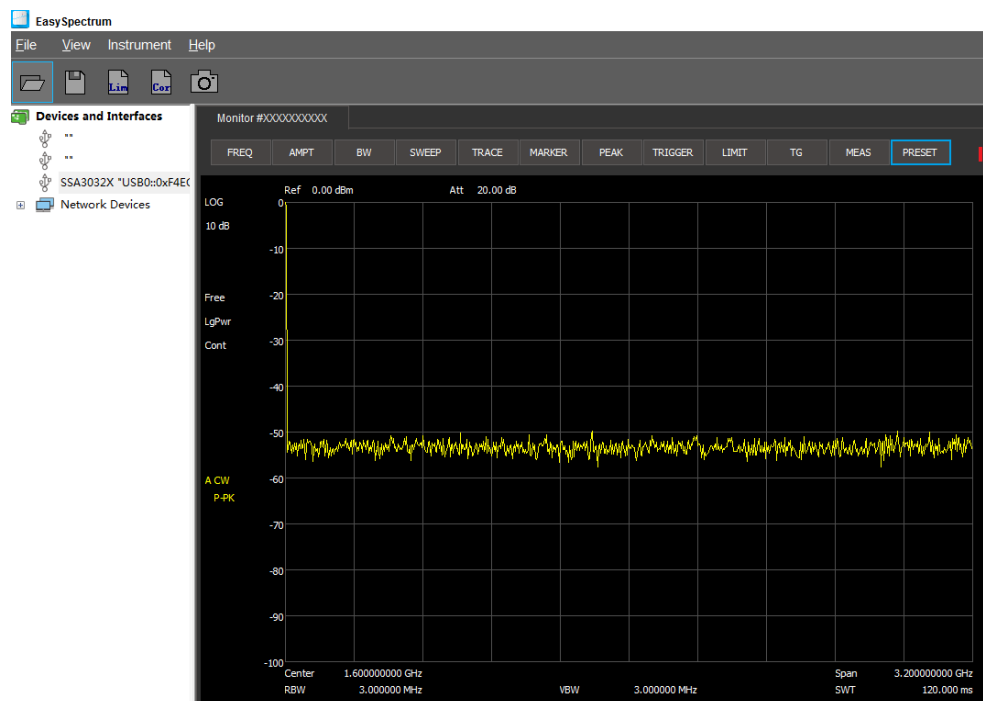 EasySpectrum
File View Instrument Help
Lim Cor
Devices and Interfaces
""
""
SSA3032X "USB0::0xF4E
Network Devices
Monitor #XXXXXXXXXX
FREQ AMPT BW SWEEP TRACE MARKER PEAK TRIGGER LIMIT TG MEAS PRESET
Ref 0.00 dBm Att 20.00 dB
LOG
10 dB
Free
LgPwr
Cont
A CW
P-PK
0
-10
-20
-30
-40
-50
-60
-70
-80
-90
-100
Center 1.600000000 GHz Span 3.200000000 GHz
RBW 3.000000 MHz VBW 3.000000 MHz SWT 120.000 ms